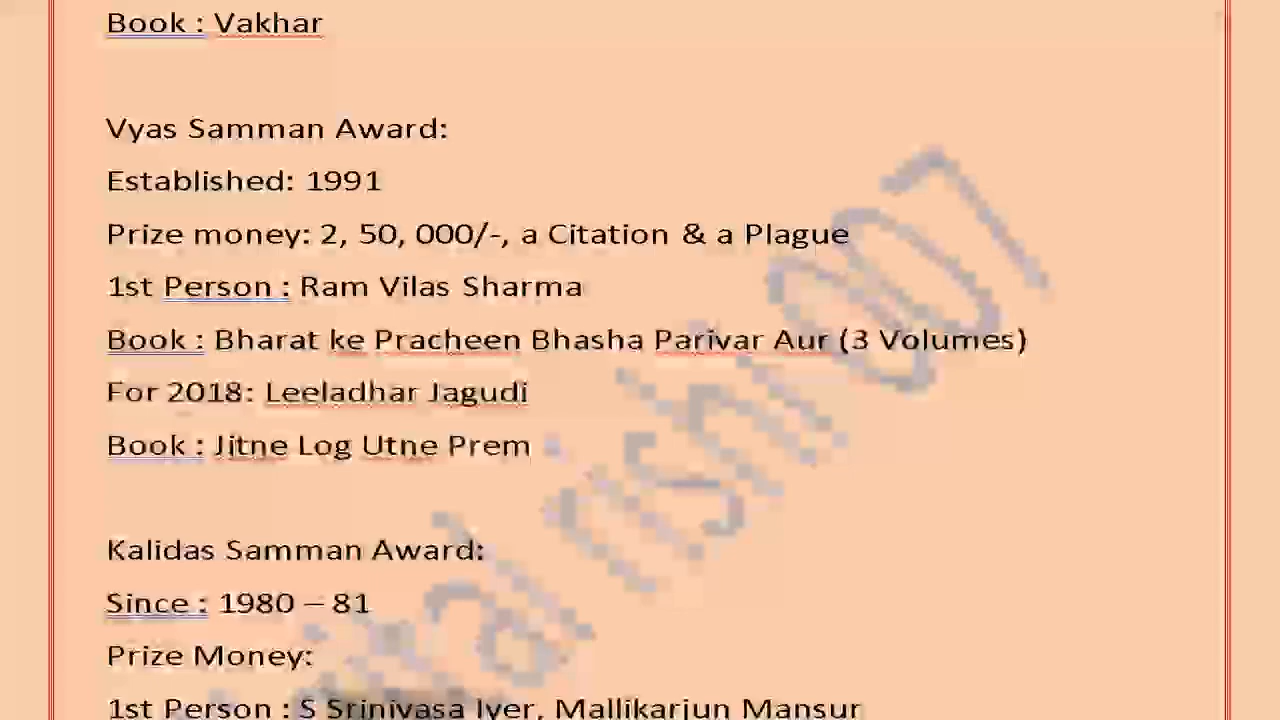 Book : Vakhar
Vyas Samman Award:
Established: 1991
Prize money: 2, 50, 000/-, a Citation & a Plague
1st Person : Ram Vilas Sharma
Book : Bharat ke Pracheen Bhasha Parivar Aur (3 Volumes)
For 2018: Leeladhar Jagudi
Book : Jitne Log Utne Prem
Kalidas Samman Award:
Since : 1980 – 81
Prize Money:
1st Person : S Srinivasa Iyer, Mallikarjun Mansur